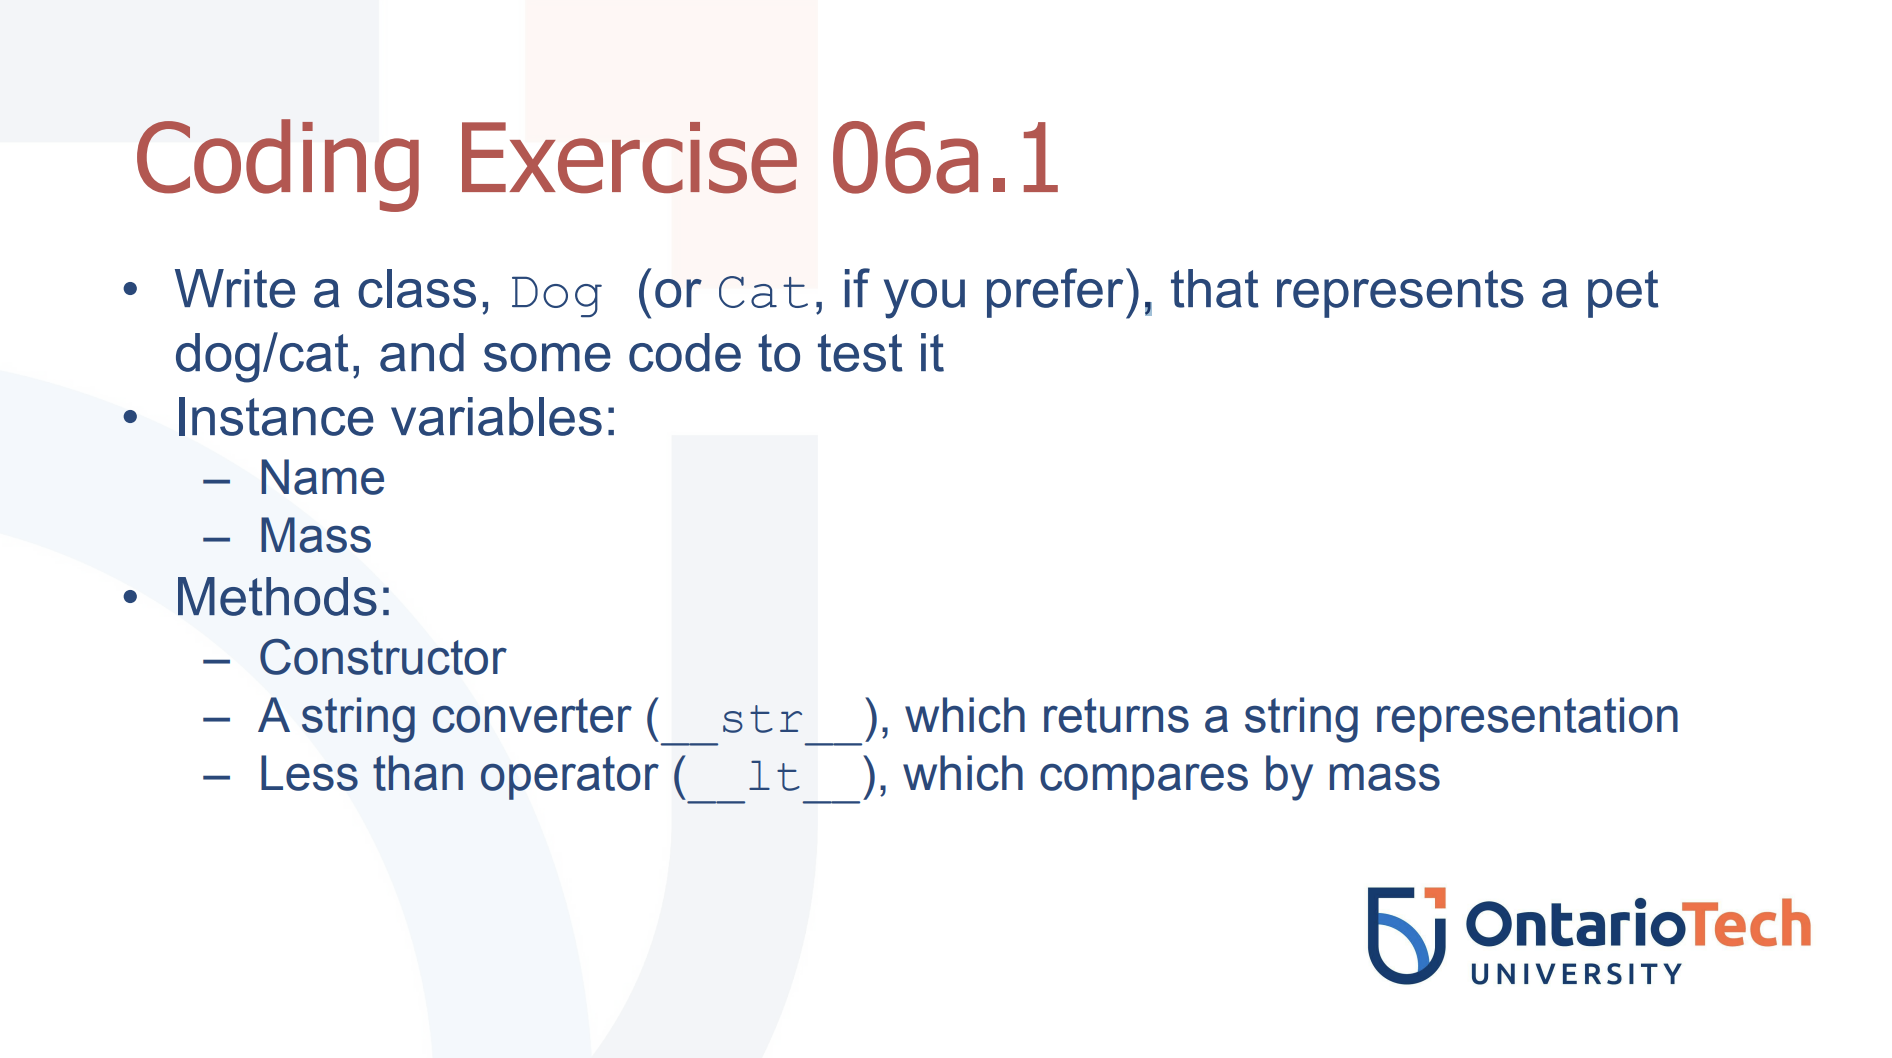 Coding Exercise 06a.1
• Write a class, Dog (or Cat, if you prefer), that represents a pet
dog/cat, and some code to test it
• Instance variables:
– Name
– Mass
• Methods:
– Constructor
– A string converter (__str__), which returns a string representation
– Less than operator (__lt__), which compares by mass
OntarioTech
UNIVERSITY